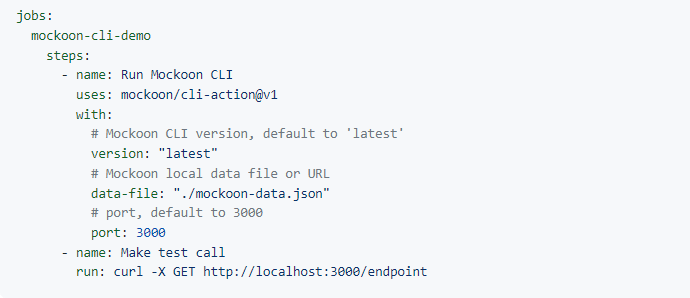 jobs:
  mockoon-cli-demo
    steps:
      - name: Run Mockoon CLI
        uses: mockoon/cli-action@v1
        with:
          # Mockoon CLI version, default to 'latest'
          version: "latest"
          # Mockoon local data file or URL
          data-file: "./mockoon-data.json"
          # port, default to 3000
          port: 3000
      - name: Make test call
        run: curl -X GET http://localhost:3000/endpoint